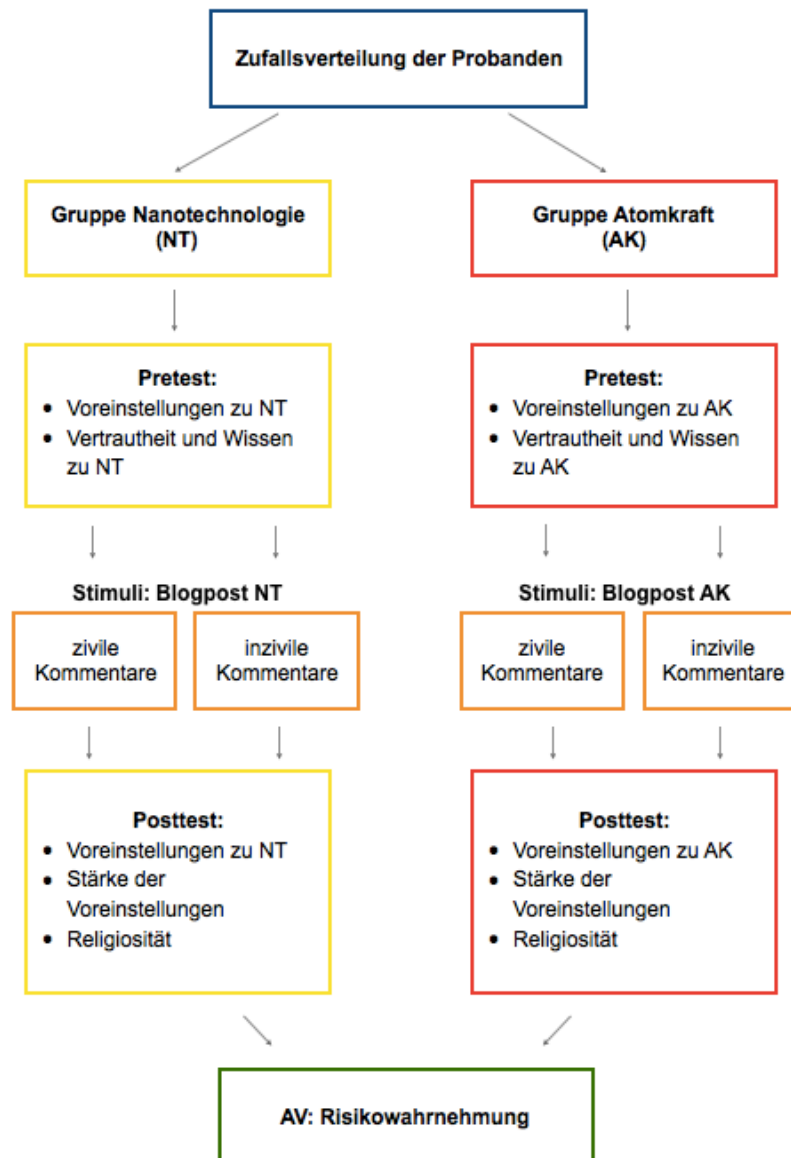 Zufallsverteilung der Probanden
Gruppe Nanotechnologie
(NT)
Gruppe Atomkraft
(AK)
Pretest:
• Voreinstellungen zu NT
• Vertrautheit und Wissen
zu NT
Pretest:
• Voreinstellungen zu AK
• Vertrautheit und Wissen
zu AK
Stimuli: Blogpost NT
zivile
Kommentare
inzivile
Kommentare
Stimuli: Blogpost AK
zivile
Kommentare
inzivile
Kommentare
Posttest:
• Voreinstellungen zu NT
• Stärke der
Voreinstellungen
• Religiosität
Posttest:
• Voreinstellungen zu AK
• Stärke der
Voreinstellungen
• Religiosität
AV: Risikowahrnehmung